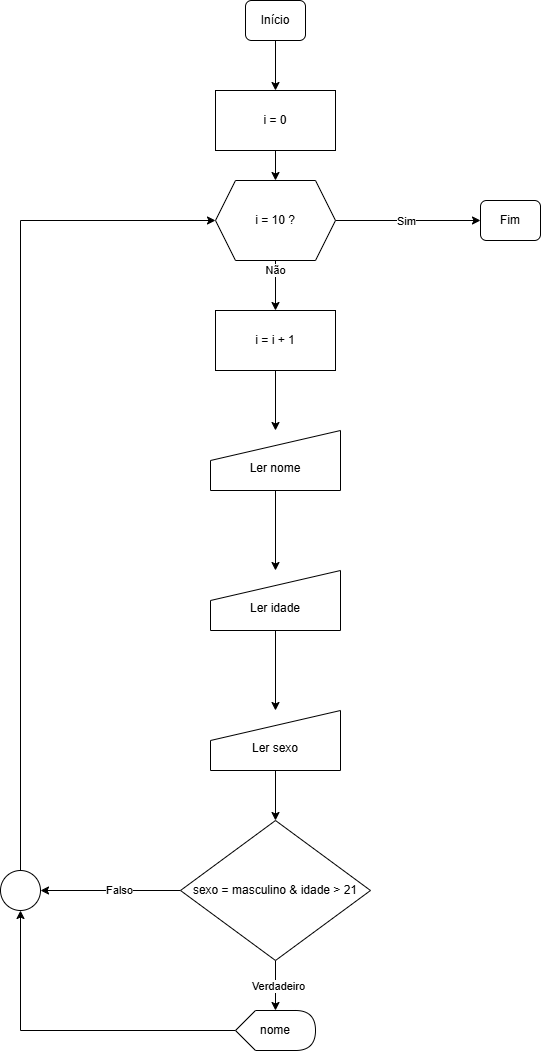 Início
i = 0
i = 10 ?
Sim
Fim
Não
i = i + 1
Ler nome
Ler idade
Ler sexo
sexo = masculino & idade > 21
Falso
Verdadeiro
nome